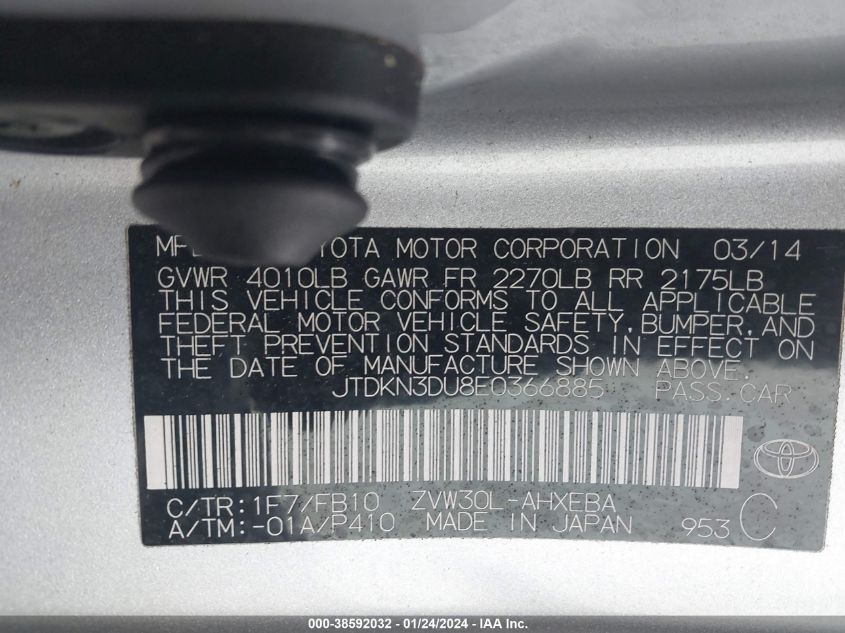 MOTOR CORPORATION 03/14
GVWR 4010LB GAWR FR 2270LB RR 2175LB
THIS VEHICLE CONFORMS TO ALL APPLICABLE
FEDERAL MOTOR VEHICLE SAFETY, BUMPER, AND
THEFT PREVENTION STANDARDS IN EFFECT ON
THE DATE OF MANUFACTURE SHOWN ABOVE.
JTDKN3DU8E0366885 PASS.CAR
C/TR:1F7/FB10 ZVW30L-AHXEBA
A/TM:-01A/P410 MADE IN JAPAN 953 C
000-38592032 - 01/24/2024 - IAA Inc.